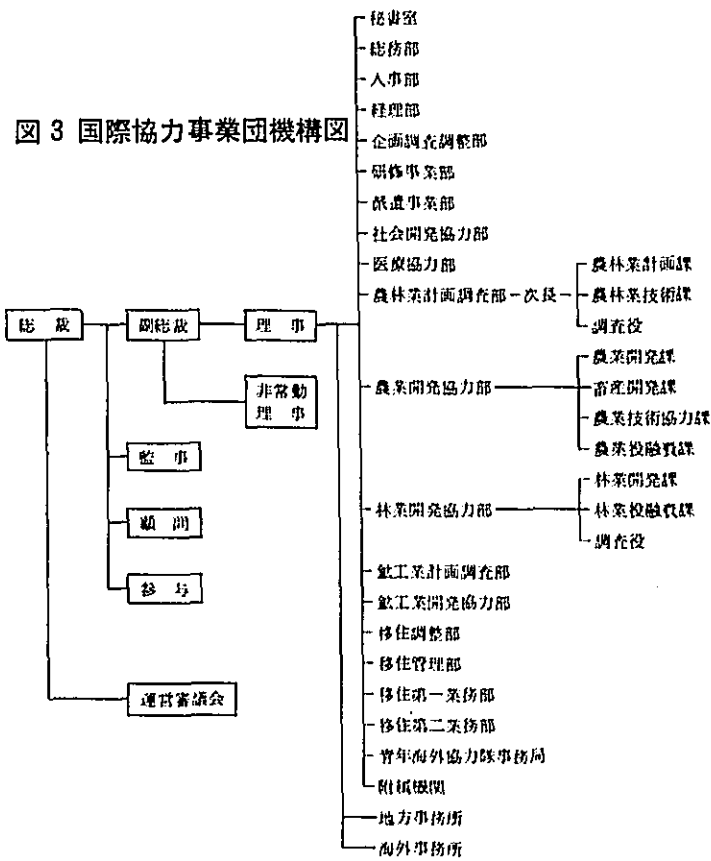 図3 国際協力事業団機構図
総裁
副総裁
理事
非常勤
理事
監事
顧問
参与
運営審議会
秘書室
総務部
人事部
経理部
企画調査調整部
研修事業部
派遣事業部
社会開発協力部
医療協力部
農林業計画調査部
次長
農林業計画課
農林業技術課
調査役
農業開発協力部
農業開発課
畜産開発課
農業技術協力課
農業投融資課
林業開発協力部
林業開発課
林業投融資課
調査役
鉱工業計画調査部
鉱工業開発協力部
移住調整部
移住管理部
移住第一業務部
移住第二業務部
青年海外協力隊事務局
附属機関
地方事務所
海外事務所